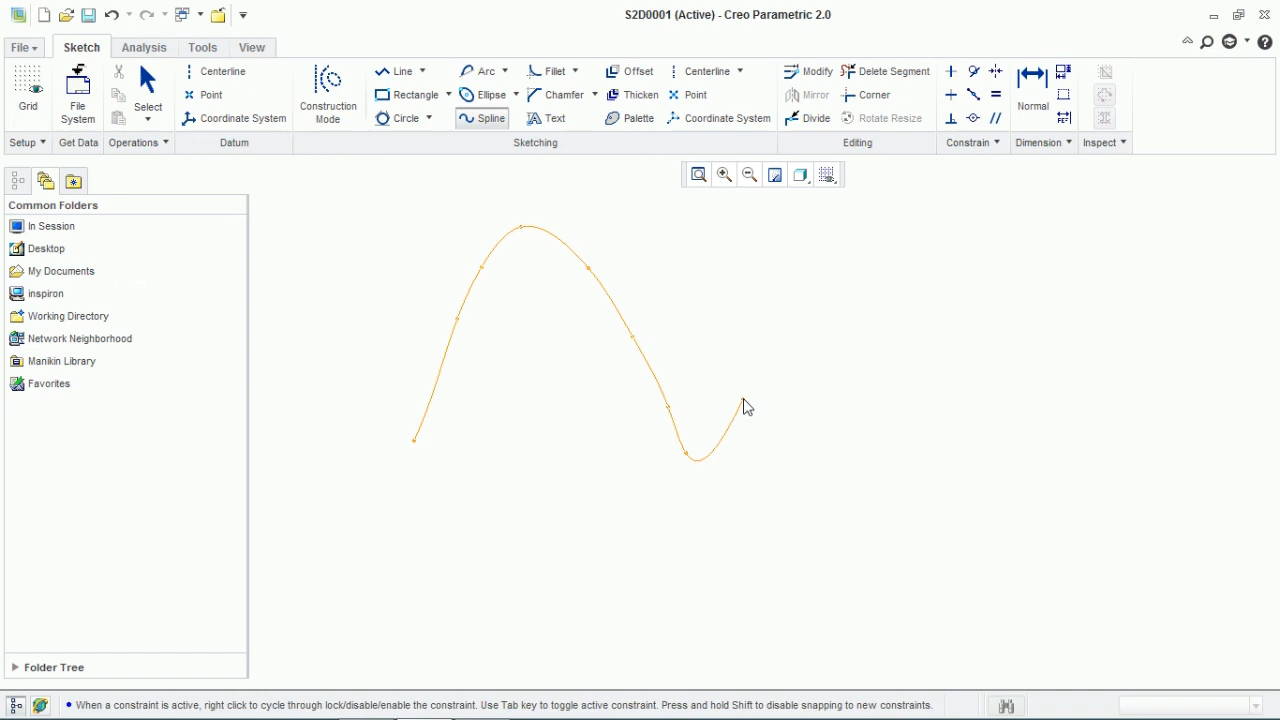 S2D0001 (Active) - Creo Parametric 2.0
File Sketch Analysis Tools View
Grid
File System
Select
Centerline
Point
Coordinate System
Construction Mode
Line Arc Fillet Offset Centerline
Rectangle Ellipse Chamfer Thicken Point
Circle Spline Text Palette Coordinate System
Modify Delete Segment
Mirror Corner
Divide Rotate Resize
Normal
Setup Get Data Operations Datum Sketching Editing Constrain Dimension Inspect
Common Folders
In Session
Desktop
My Documents
inspiron
Working Directory
Network Neighborhood
Manikin Library
Favorites
Folder Tree
When a constraint is active, right click to cycle through lock/disable/enable the constraint. Use Tab key to toggle active constraint. Press and hold Shift to disable snapping to new constraints.